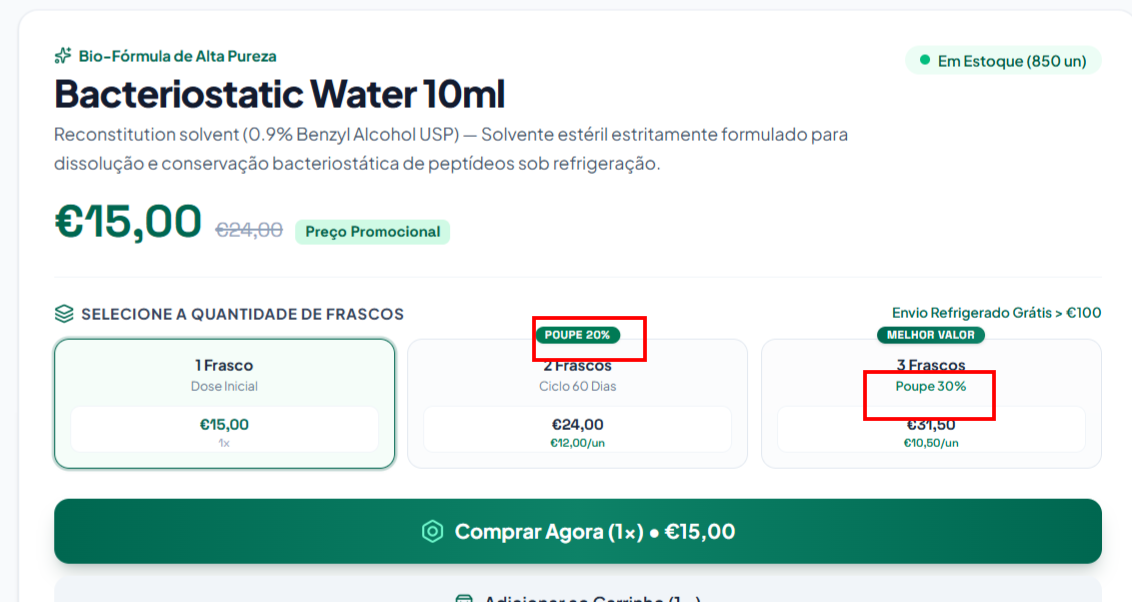 Bio-Fórmula de Alta Pureza
Em Estoque (850 un)
Bacteriostatic Water 10ml
Reconstitution solvent (0.9% Benzyl Alcohol USP) — Solvente estéril estritamente formulado para
dissolução e conservação bacteriostática de peptídeos sob refrigeração.
€15,00 €24,00 Preço Promocional
SELECIONE A QUANTIDADE DE FRASCOS
Envio Refrigerado Grátis > €100
1 Frasco
Dose Inicial
€15,00
1x
POUPE 20%
2 Frascos
Ciclo 60 Dias
€24,00
€12,00/un
MELHOR VALOR
3 Frascos
Poupe 30%
€31,50
€10,50/un
Comprar Agora (1×) • €15,00
Adicionar ao Carrinho (1